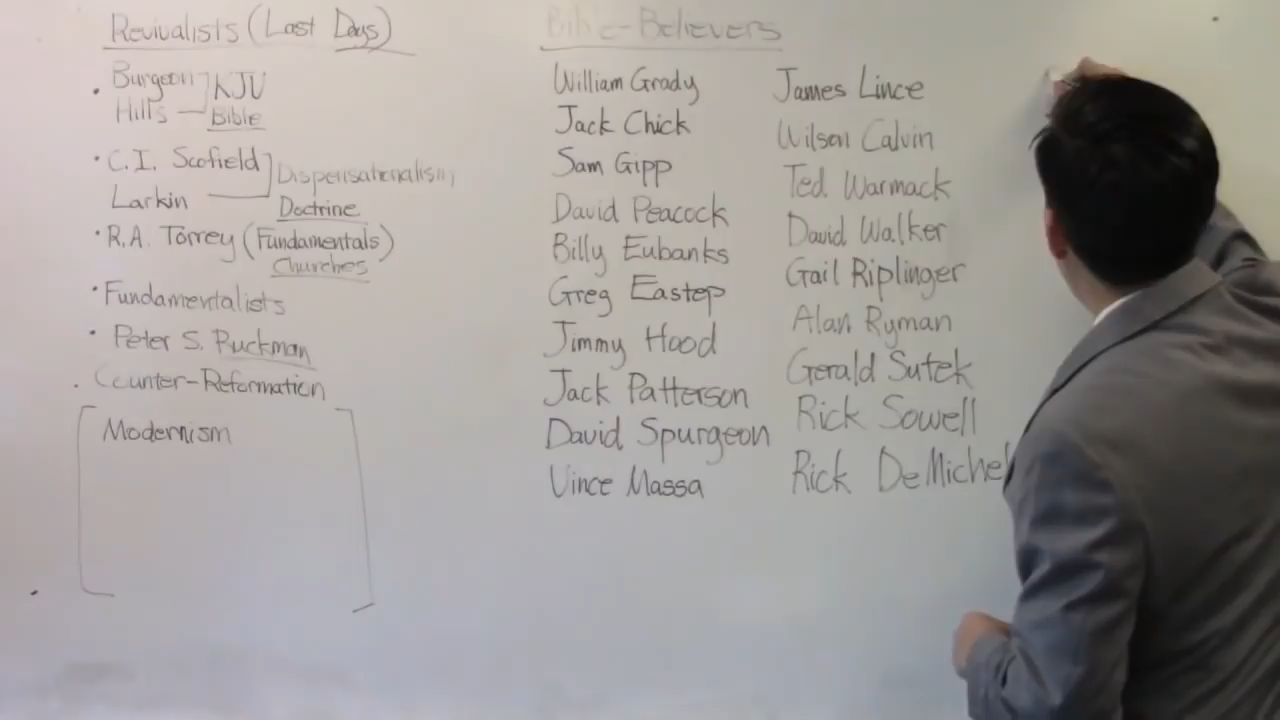 Revivalists (Last Days)
. Burgeon
Hills — KJV
Bible
· C.I. Scofield
Larkin — Dispensationalism,
Doctrine
· R.A. Torrey (Fundamentals)
Churches
· Fundamentalists
· Peter S. Ruckman
. Counter-Reformation
Modernism
Bible-Believers
William Grady
Jack Chick
Sam Gipp
David Peacock
Billy Eubanks
Greg Eastep
Jimmy Hood
Jack Patterson
David Spurgeon
Vince Massa
James Lince
Wilson Calvin
Ted Warmack
David Walker
Gail Riplinger
Alan Ryman
Gerald Sutek
Rick Sowell
Rick DeMichel